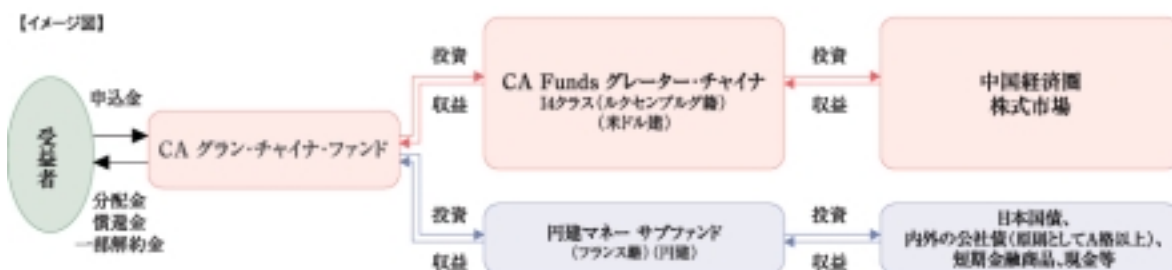 【イメージ図】
受益者
申込金
分配金
償還金
一部解約金
CA グラン・チャイナ・ファンド
投資
収益
CA Funds グレーター・チャイナ
I4クラス(ルクセンブルグ籍)
(米ドル建)
投資
収益
中国経済圏
株式市場
投資
収益
円建マネー サブファンド
(フランス籍)(円建)
投資
収益
日本国債、
内外の公社債(原則としてA格以上)、
短期金融商品、現金等